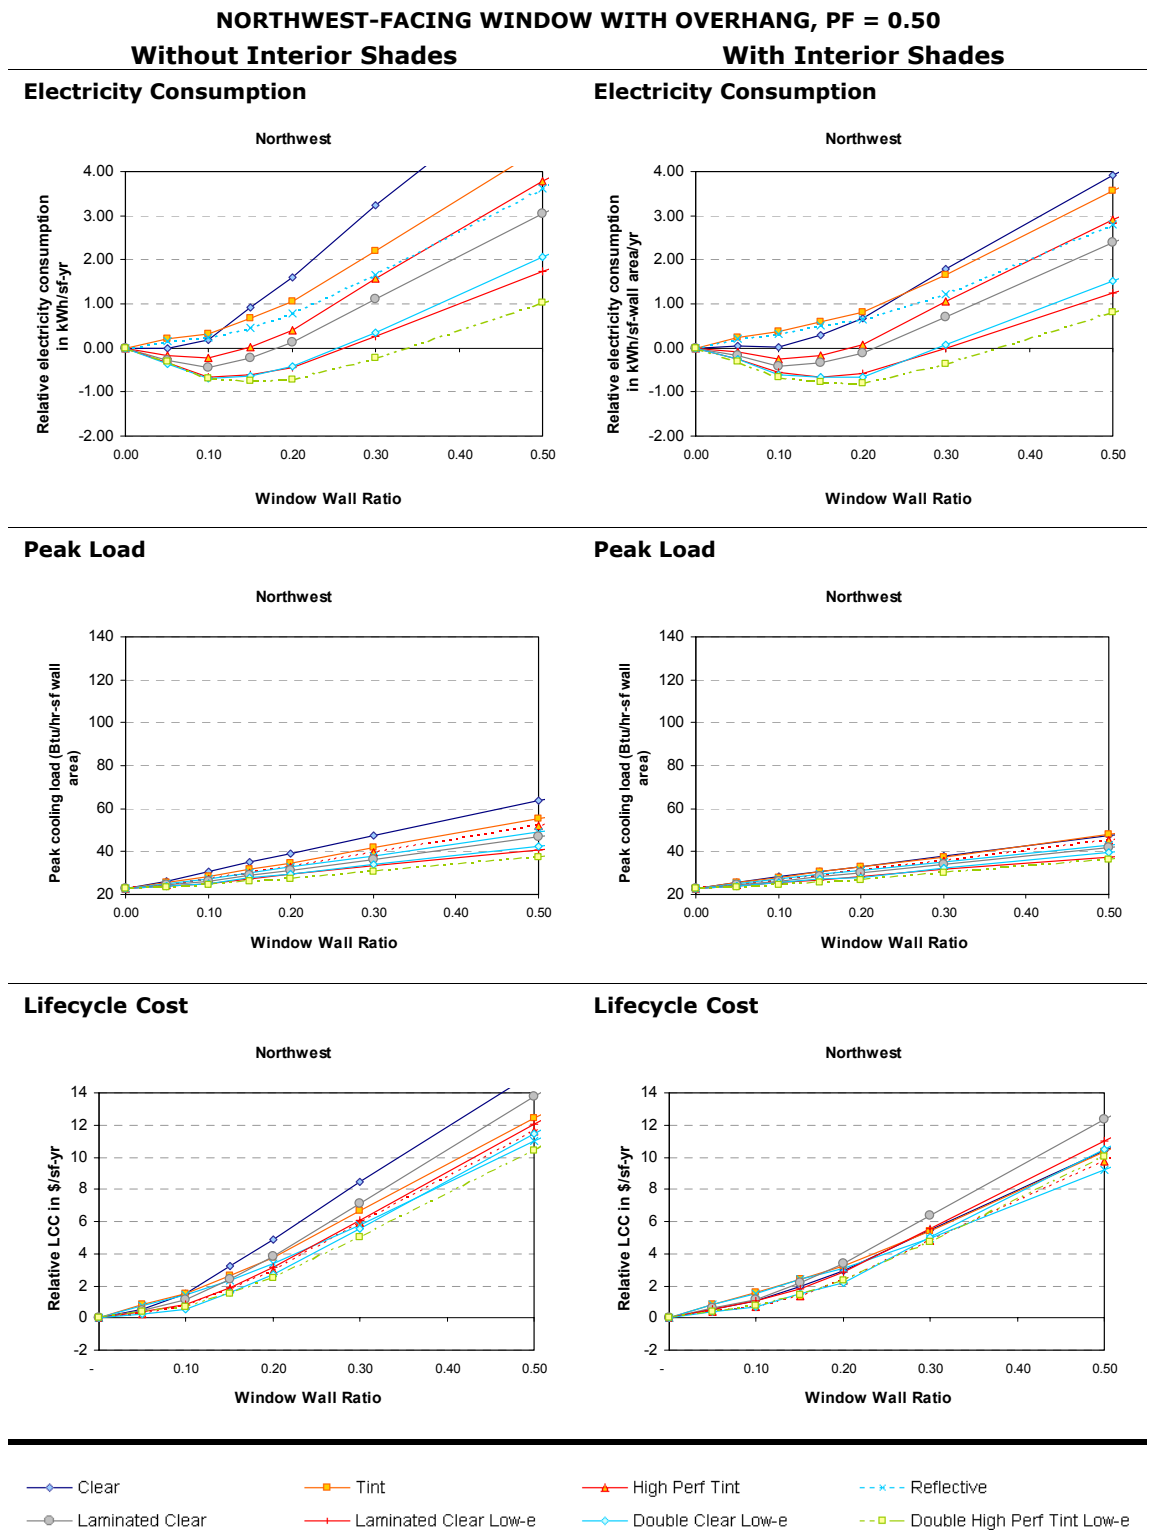 NORTHWEST-FACING WINDOW WITH OVERHANG, PF = 0.50
Without Interior Shades
With Interior Shades
Electricity Consumption
Electricity Consumption
Northwest
4.00
3.00
2.00
1.00
0.00
-1.00
-2.00
0.00 0.10 0.20 0.30 0.40 0.50
Relative electricity consumption
in kWh/sf-yr
Window Wall Ratio
Northwest
4.00
3.00
2.00
1.00
0.00
-1.00
-2.00
0.00 0.10 0.20 0.30 0.40 0.50
Relative electricity consumption
in kWh/sf-wall area/yr
Window Wall Ratio
Peak Load
Peak Load
Northwest
140
120
100
80
60
40
20
0.00 0.10 0.20 0.30 0.40 0.50
Peak cooling load (Btu/hr-sf wall
area)
Window Wall Ratio
Northwest
140
120
100
80
60
40
20
0.00 0.10 0.20 0.30 0.40 0.50
Peak cooling load (Btu/hr-sf wall
area)
Window Wall Ratio
Lifecycle Cost
Lifecycle Cost
Northwest
14
12
10
8
6
4
2
0
-2
- 0.10 0.20 0.30 0.40 0.50
Relative LCC in $/sf-yr
Window Wall Ratio
Northwest
14
12
10
8
6
4
2
0
-2
- 0.10 0.20 0.30 0.40 0.50
Relative LCC in $/sf-yr
Window Wall Ratio
Clear Tint High Perf Tint Reflective
Laminated Clear Laminated Clear Low-e Double Clear Low-e Double High Perf Tint Low-e